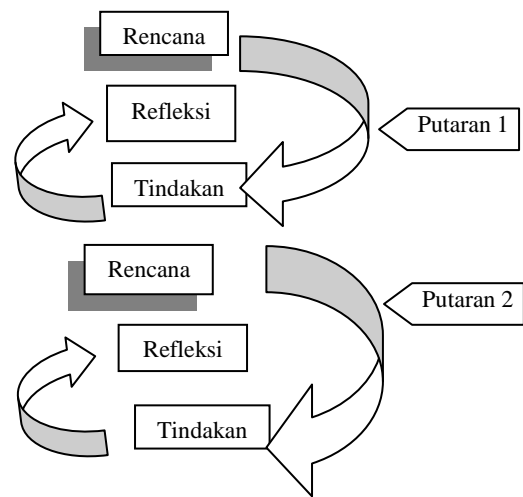 Rencana
Refleksi
Putaran 1
Tindakan
Rencana
Putaran 2
Refleksi
Tindakan